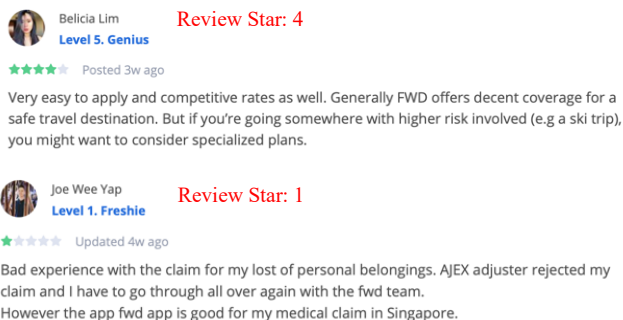 Belicia Lim
Review Star: 4
Level 5. Genius
Posted 3w ago
Very easy to apply and competitive rates as well. Generally FWD offers decent coverage for a
safe travel destination. But if you’re going somewhere with higher risk involved (e.g a ski trip),
you might want to consider specialized plans.
Joe Wee Yap
Review Star: 1
Level 1. Freshie
Updated 4w ago
Bad experience with the claim for my lost of personal belongings. AJEX adjuster rejected my
claim and I have to go through all over again with the fwd team.
However the app fwd app is good for my medical claim in Singapore.